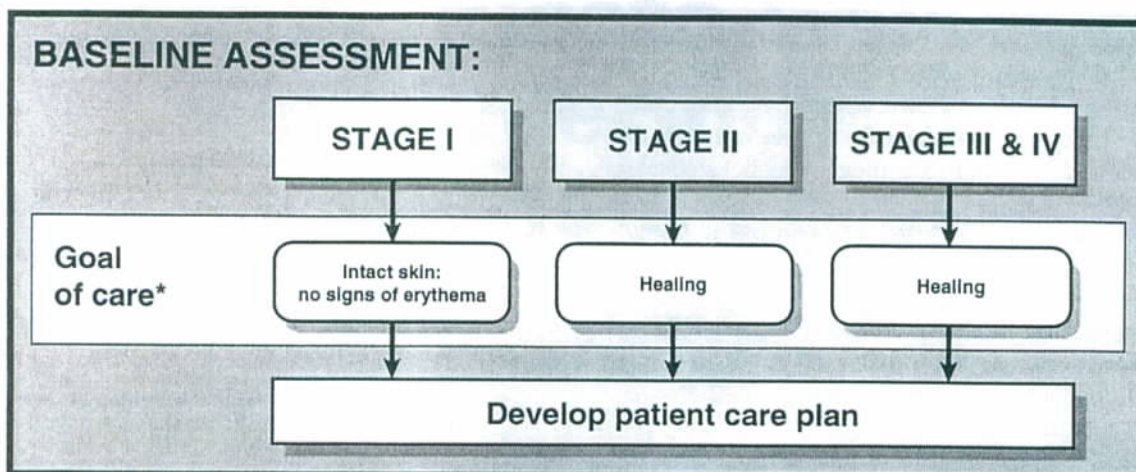 BASELINE ASSESSMENT:
STAGE I
STAGE II
STAGE III & IV
Goal
of care*
Intact skin:
no signs of erythema
Healing
Healing
Develop patient care plan